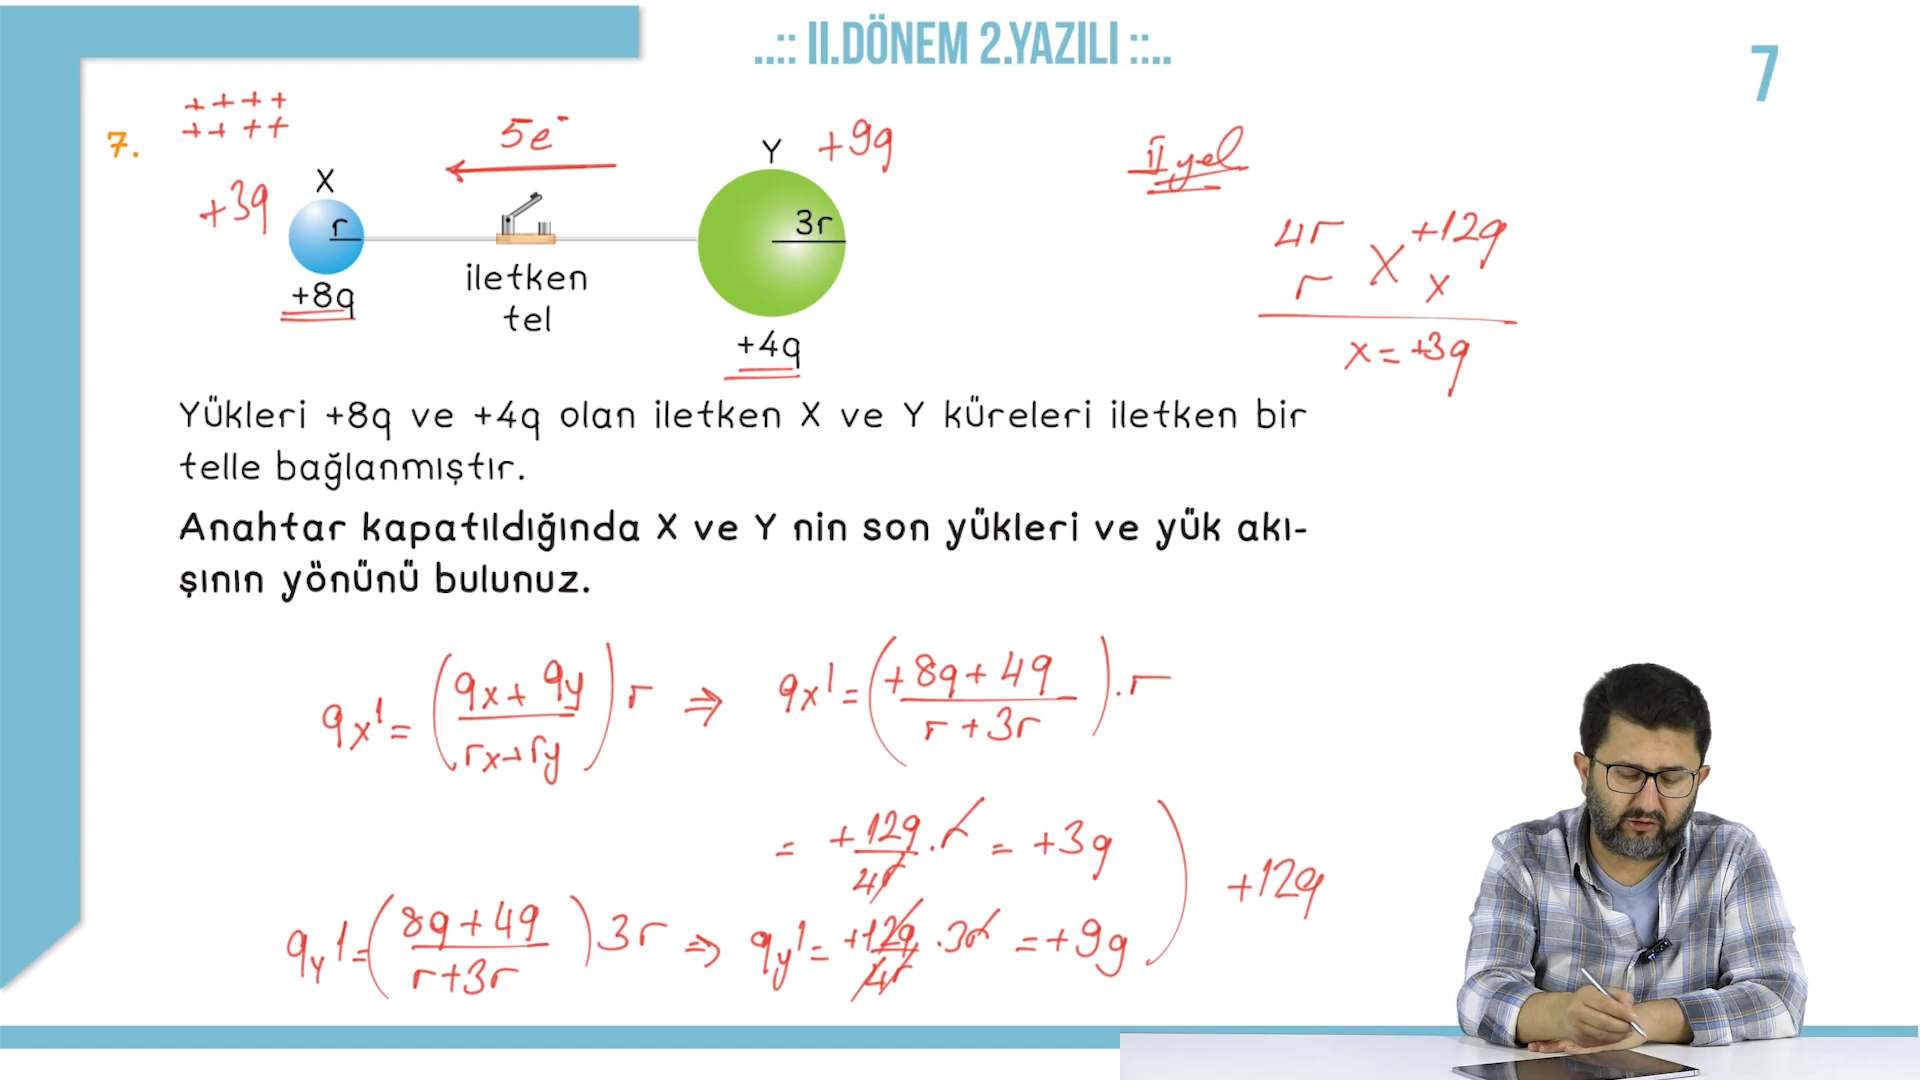 ..:: II.DÖNEM 2.YAZILI ::..
7
7.
++++
++++
5e⁻
+9q
+3q
X
Y
r
3r
+8q
iletken
tel
+4q
II yol
4r +12q
r X x
x = +3q
Yükleri +8q ve +4q olan iletken X ve Y küreleri iletken bir
telle bağlanmıştır.
Anahtar kapatıldığında X ve Y nin son yükleri ve yük akı-
şının yönünü bulunuz.
qx' = (qx + qy / rx + ry) r ⇒ qx' = (+8q + 4q / r + 3r) . r
= +12q / 4r . r = +3q
+12q
qy' = (8q + 4q / r + 3r) 3r ⇒ qy' = +12q / 4r . 3r = +9q